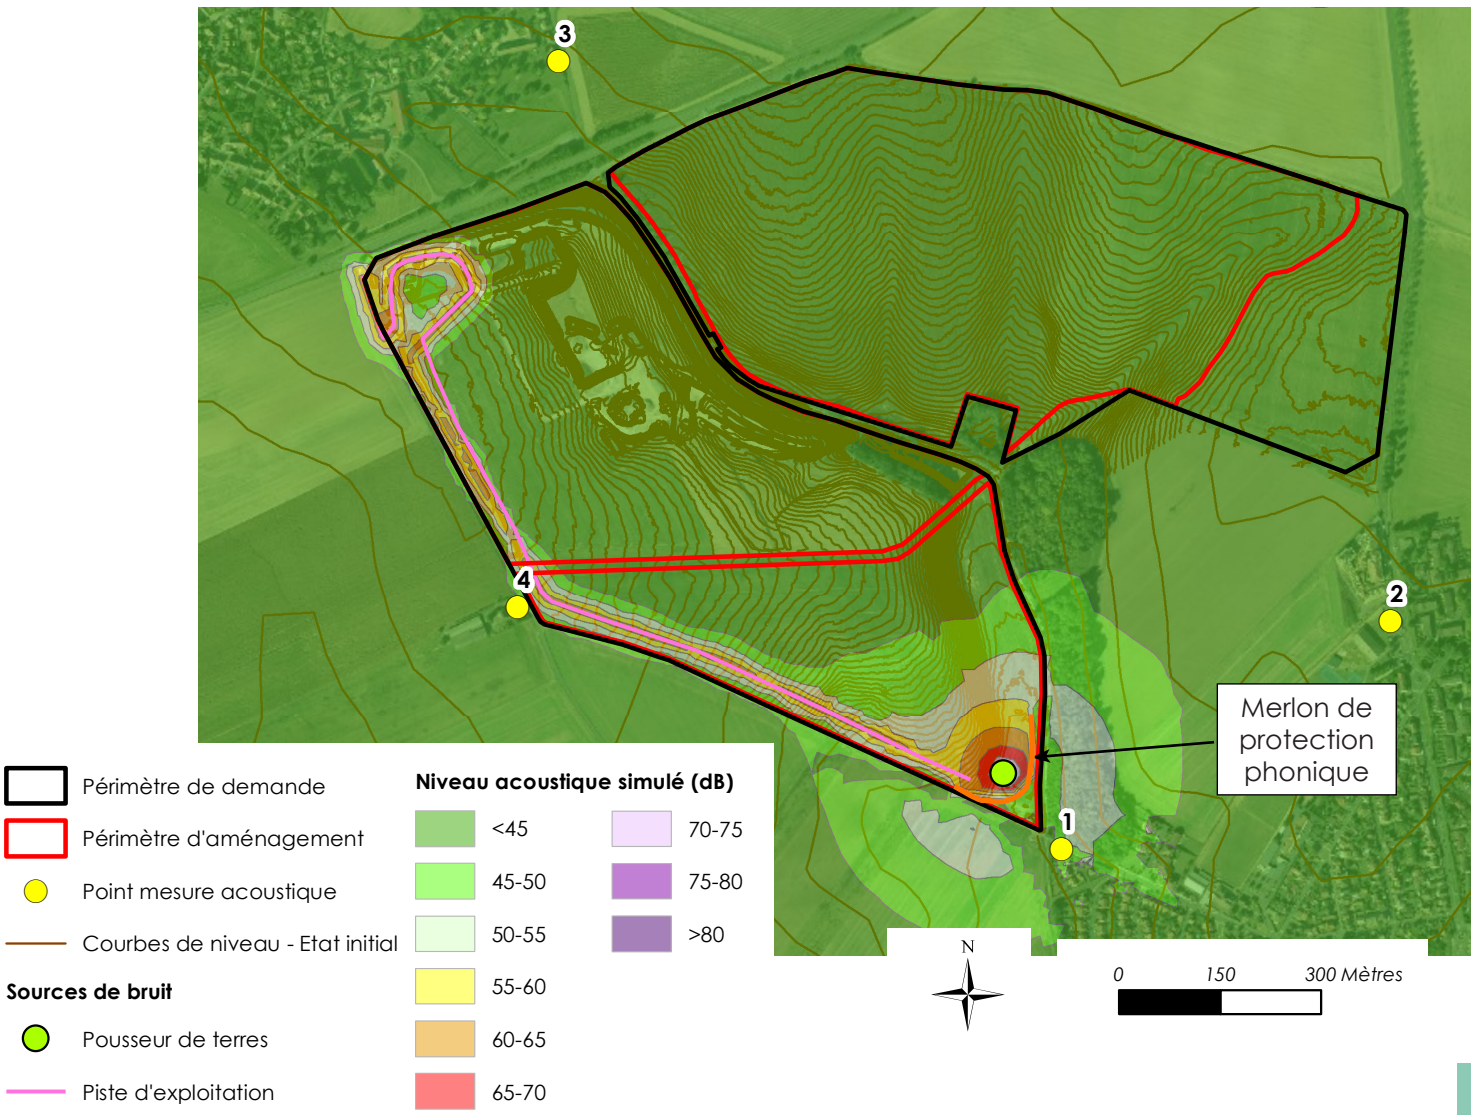 3
4
2
1
Merlon de
protection
phonique
Périmètre de demande
Périmètre d'aménagement
Point mesure acoustique
Courbes de niveau - Etat initial
Sources de bruit
Pousseur de terres
Piste d'exploitation
Niveau acoustique simulé (dB)
<45
45-50
50-55
55-60
60-65
65-70
70-75
75-80
>80
N
0 150 300 Mètres